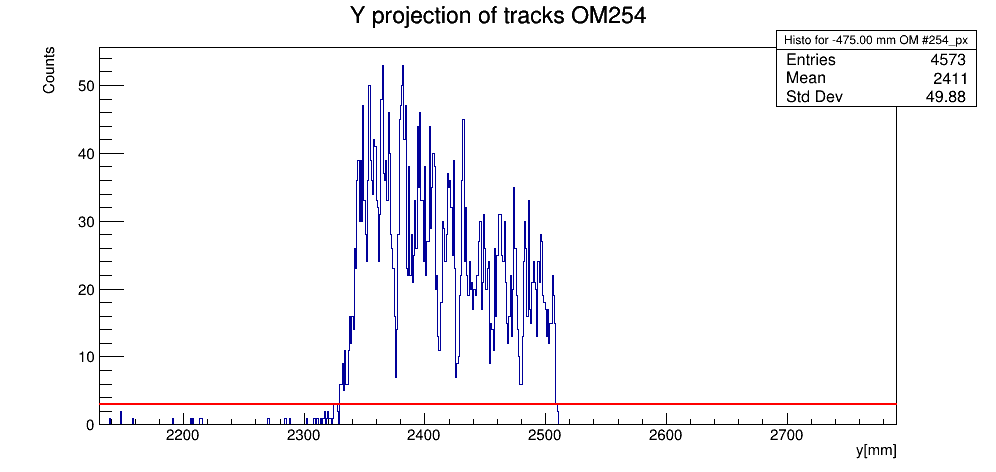 Y projection of tracks OM254
Histo for -475.00 mm OM #254_px
Entries 4573
Mean 2411
Std Dev 49.88
Counts
50
40
30
20
10
0
2200 2300 2400 2500 2600 2700
y[mm]